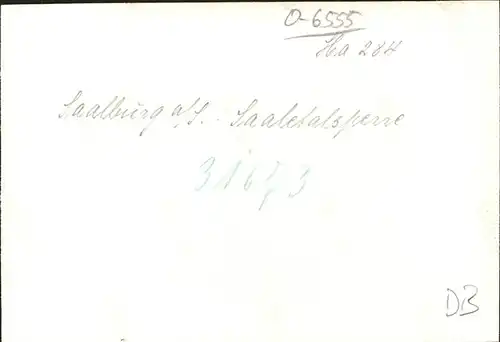 O-6555
Ha 284
Saalburg a/S. - Saaletalsperre
31673
DB